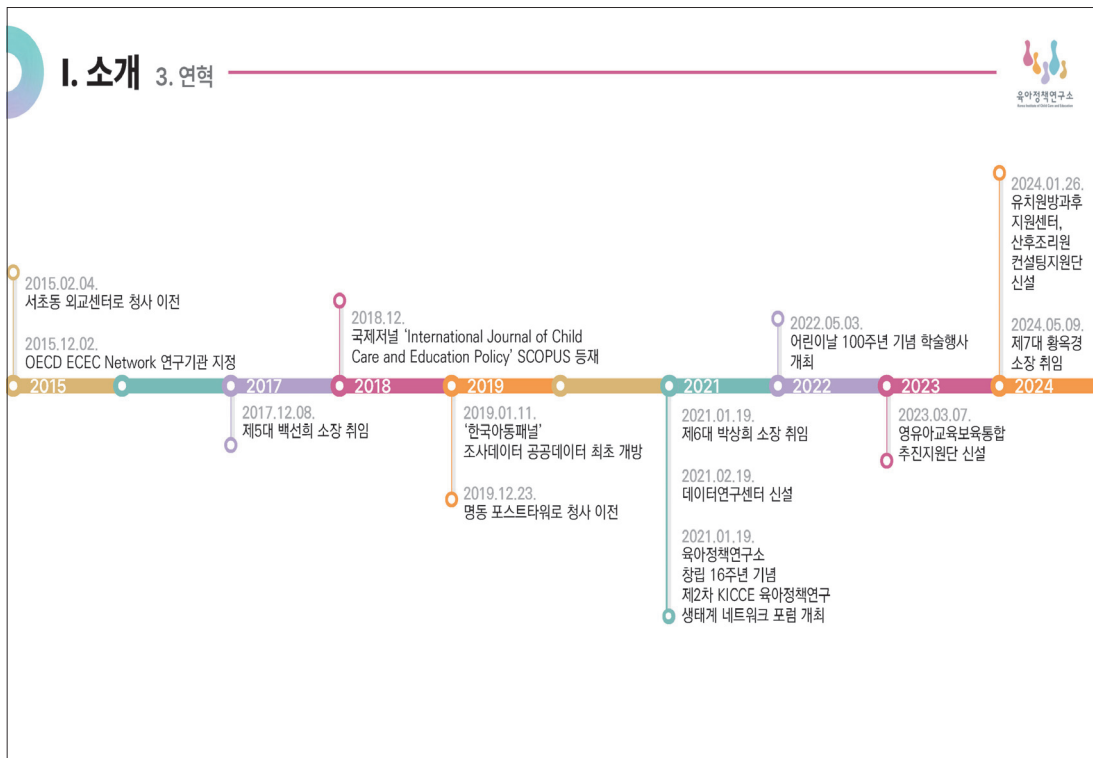 I. 소개 3. 연혁
육아정책연구소
Korea Institute of Child Care and Education
2015.02.04.
서초동 외교센터로 청사 이전
2015.12.02.
OECD ECEC Network 연구기관 지정
2015
2017
2017.12.08.
제5대 백선희 소장 취임
2018.12.
국제저널 ‘International Journal of Child
Care and Education Policy’ SCOPUS 등재
2018
2019
2019.01.11.
‘한국아동패널’
조사데이터 공공데이터 최초 개방
2019.12.23.
명동 포스트타워로 청사 이전
2021
2021.01.19.
제6대 박상희 소장 취임
2021.02.19.
데이터연구센터 신설
2021.01.19.
육아정책연구소
창립 16주년 기념
제2차 KICCE 육아정책연구
생태계 네트워크 포럼 개최
2022.05.03.
어린이날 100주년 기념 학술행사
개최
2022
2023
2023.03.07.
영유아교육보육통합
추진지원단 신설
2024.01.26.
유치원방과후
지원센터,
산후조리원
컨설팅지원단
신설
2024.05.09.
제7대 황옥경
소장 취임
2024